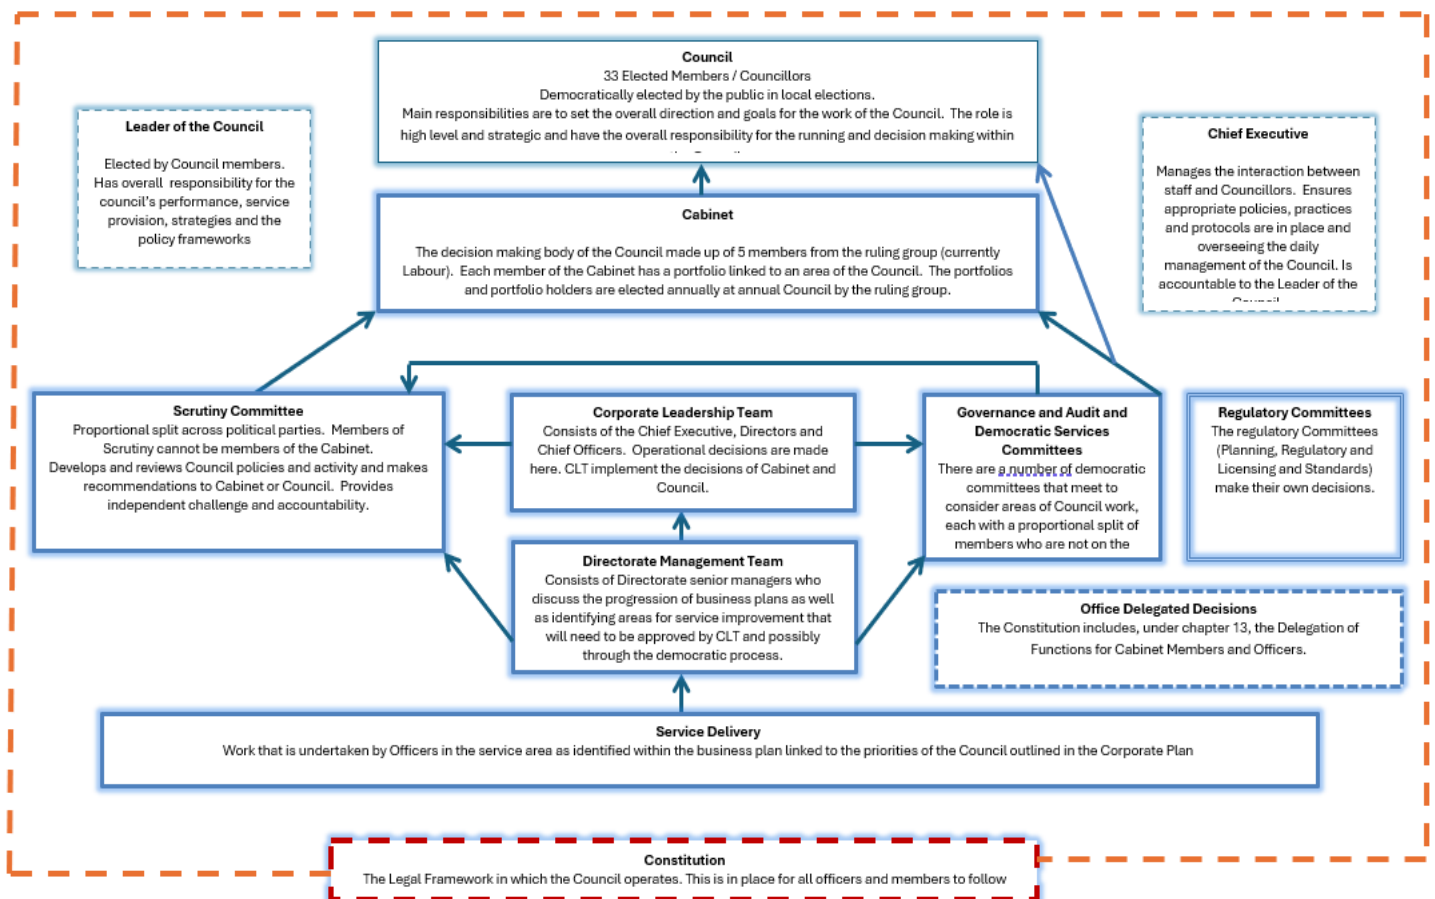 Council
33 Elected Members / Councillors
Democratically elected by the public in local elections.
Main responsibilities are to set the overall direction and goals for the work of the Council. The role is
high level and strategic and have the overall responsibility for the running and decision making within
Leader of the Council
Elected by Council members.
Has overall responsibility for the
council's performance, service
provision, strategies and the
policy frameworks
Chief Executive
Manages the interaction between
staff and Councillors. Ensures
appropriate policies, practices
and protocols are in place and
overseeing the daily
management of the Council. Is
accountable to the Leader of the
Cabinet
The decision making body of the Council made up of 5 members from the ruling group (currently
Labour). Each member of the Cabinet has a portfolio linked to an area of the Council. The portfolios
and portfolio holders are elected annually at annual Council by the ruling group.
Scrutiny Committee
Proportional split across political parties. Members of
Scrutiny cannot be members of the Cabinet.
Develops and reviews Council policies and activity and makes
recommendations to Cabinet or Council. Provides
independent challenge and accountability.
Corporate Leadership Team
Consists of the Chief Executive, Directors and
Chief Officers. Operational decisions are made
here. CLT implement the decisions of Cabinet and
Council.
Governance and Audit and
Democratic Services
Committees
There are a number of democratic
committees that meet to
consider areas of Council work,
each with a proportional split of
members who are not on the
Regulatory Committees
The regulatory Committees
(Planning, Regulatory and
Licensing and Standards)
make their own decisions.
Directorate Management Team
Consists of Directorate senior managers who
discuss the progression of business plans as well
as identifying areas for service improvement that
will need to be approved by CLT and possibly
through the democratic process.
Office Delegated Decisions
The Constitution includes, under chapter 13, the Delegation of
Functions for Cabinet Members and Officers.
Service Delivery
Work that is undertaken by Officers in the service area as identified within the business plan linked to the priorities of the Council outlined in the Corporate Plan
Constitution
The Legal Framework in which the Council operates. This is in place for all officers and members to follow